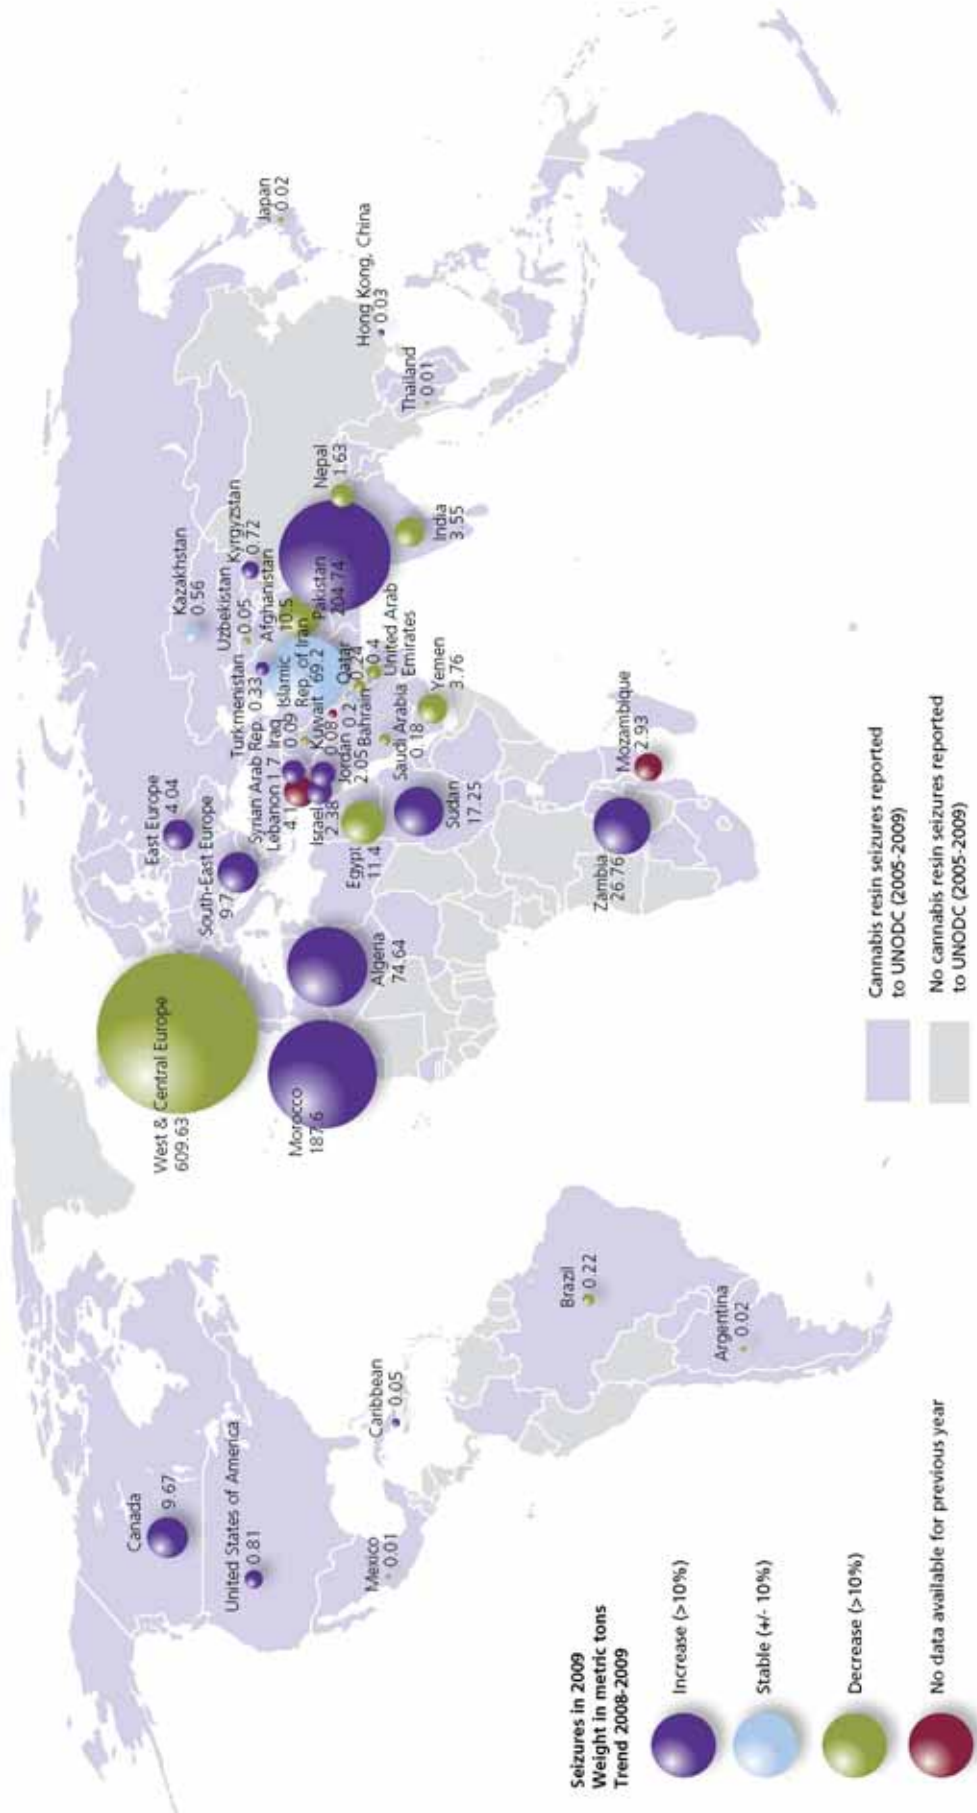 Canada
9.67
United States of America
0.81
Mexico
0.01
Caribbean
0.05
Brazil
0.22
Argentina
0.02
West & Central Europe
609.63
East Europe
4.04
South-East Europe
9.7
Morocco
187.6
Algeria
74.64
Egypt
11.4
Sudan
17.25
Zambia
26.76
Mozambique
2.93
Syrian Arab Rep.
1.7
Lebanon
4.1
Israel
2.38
Jordan
2.05
Iraq
0.09
Kuwait
0.08
Bahrain
0.2
Qatar
0.24
Saudi Arabia
0.18
United Arab
Emirates
0.4
Yemen
3.76
Turkmenistan
0.33
Islamic
Rep. of Iran
69.2
Uzbekistan
0.05
Afghanistan
10.5
Kazakhstan
0.56
Kyrgyzstan
0.72
Pakistan
204.74
Nepal
1.63
India
3.55
Thailand
0.01
Hong Kong, China
0.03
Japan
0.02
Seizures in 2009
Weight in metric tons
Trend 2008-2009
Increase (>10%)
Stable (+/- 10%)
Decrease (>10%)
No data available for previous year
Cannabis resin seizures reported
to UNODC (2005-2009)
No cannabis resin seizures reported
to UNODC (2005-2009)